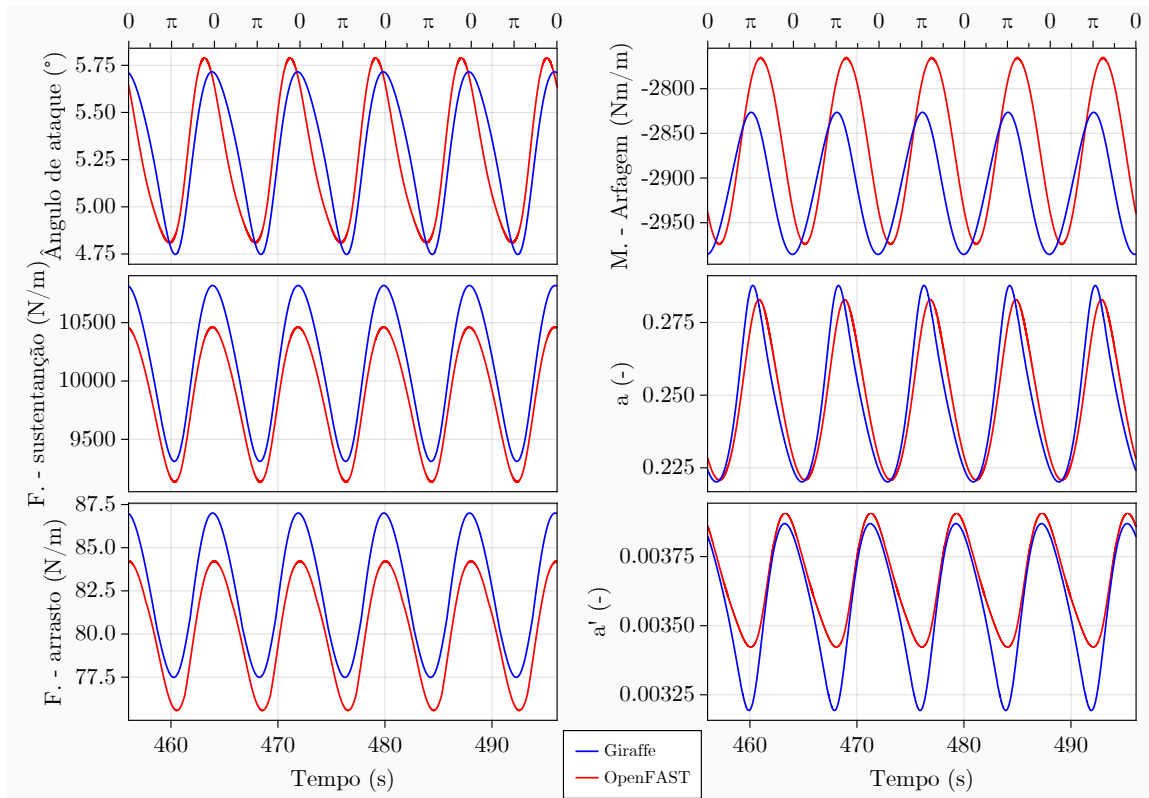 0 π 0 π 0 π 0 π 0 π 0
Ângulo de ataque (°)
5.75
5.50
5.25
5.00
4.75
F. - sustentanção (N/m)
10500
10000
9500
F. - arrasto (N/m)
87.5
85.0
82.5
80.0
77.5
460 470 480 490
Tempo (s)
0 π 0 π 0 π 0 π 0 π 0
M. - Arfagem (Nm/m)
-2800
-2850
-2900
-2950
a (-)
0.275
0.250
0.225
a' (-)
0.00375
0.00350
0.00325
460 470 480 490
Tempo (s)
Giraffe
OpenFAST